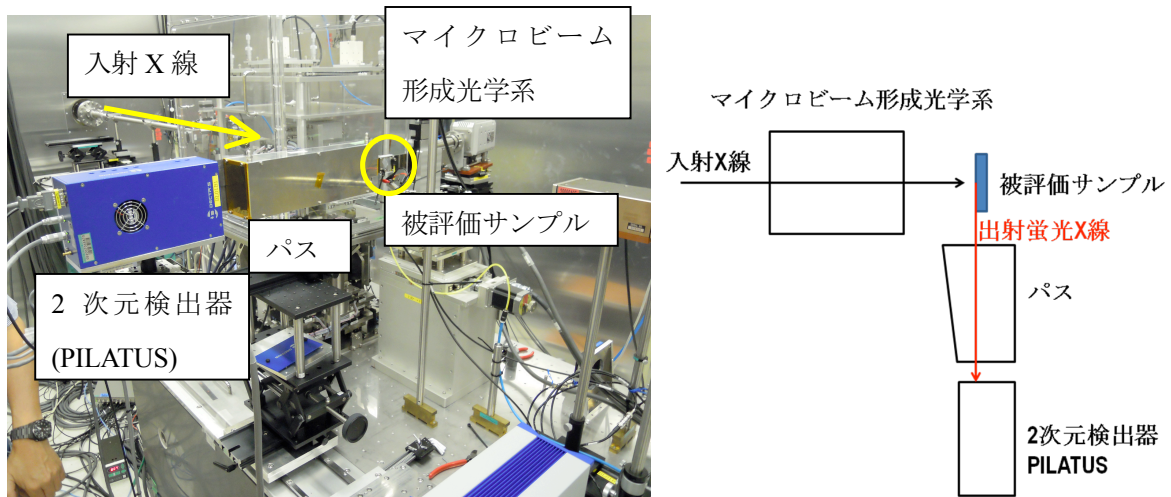 入射 X 線
マイクロビーム
形成光学系
被評価サンプル
パス
2 次元検出器
(PILATUS)
マイクロビーム形成光学系
入射X線
被評価サンプル
出射蛍光X線
パス
2次元検出器
PILATUS